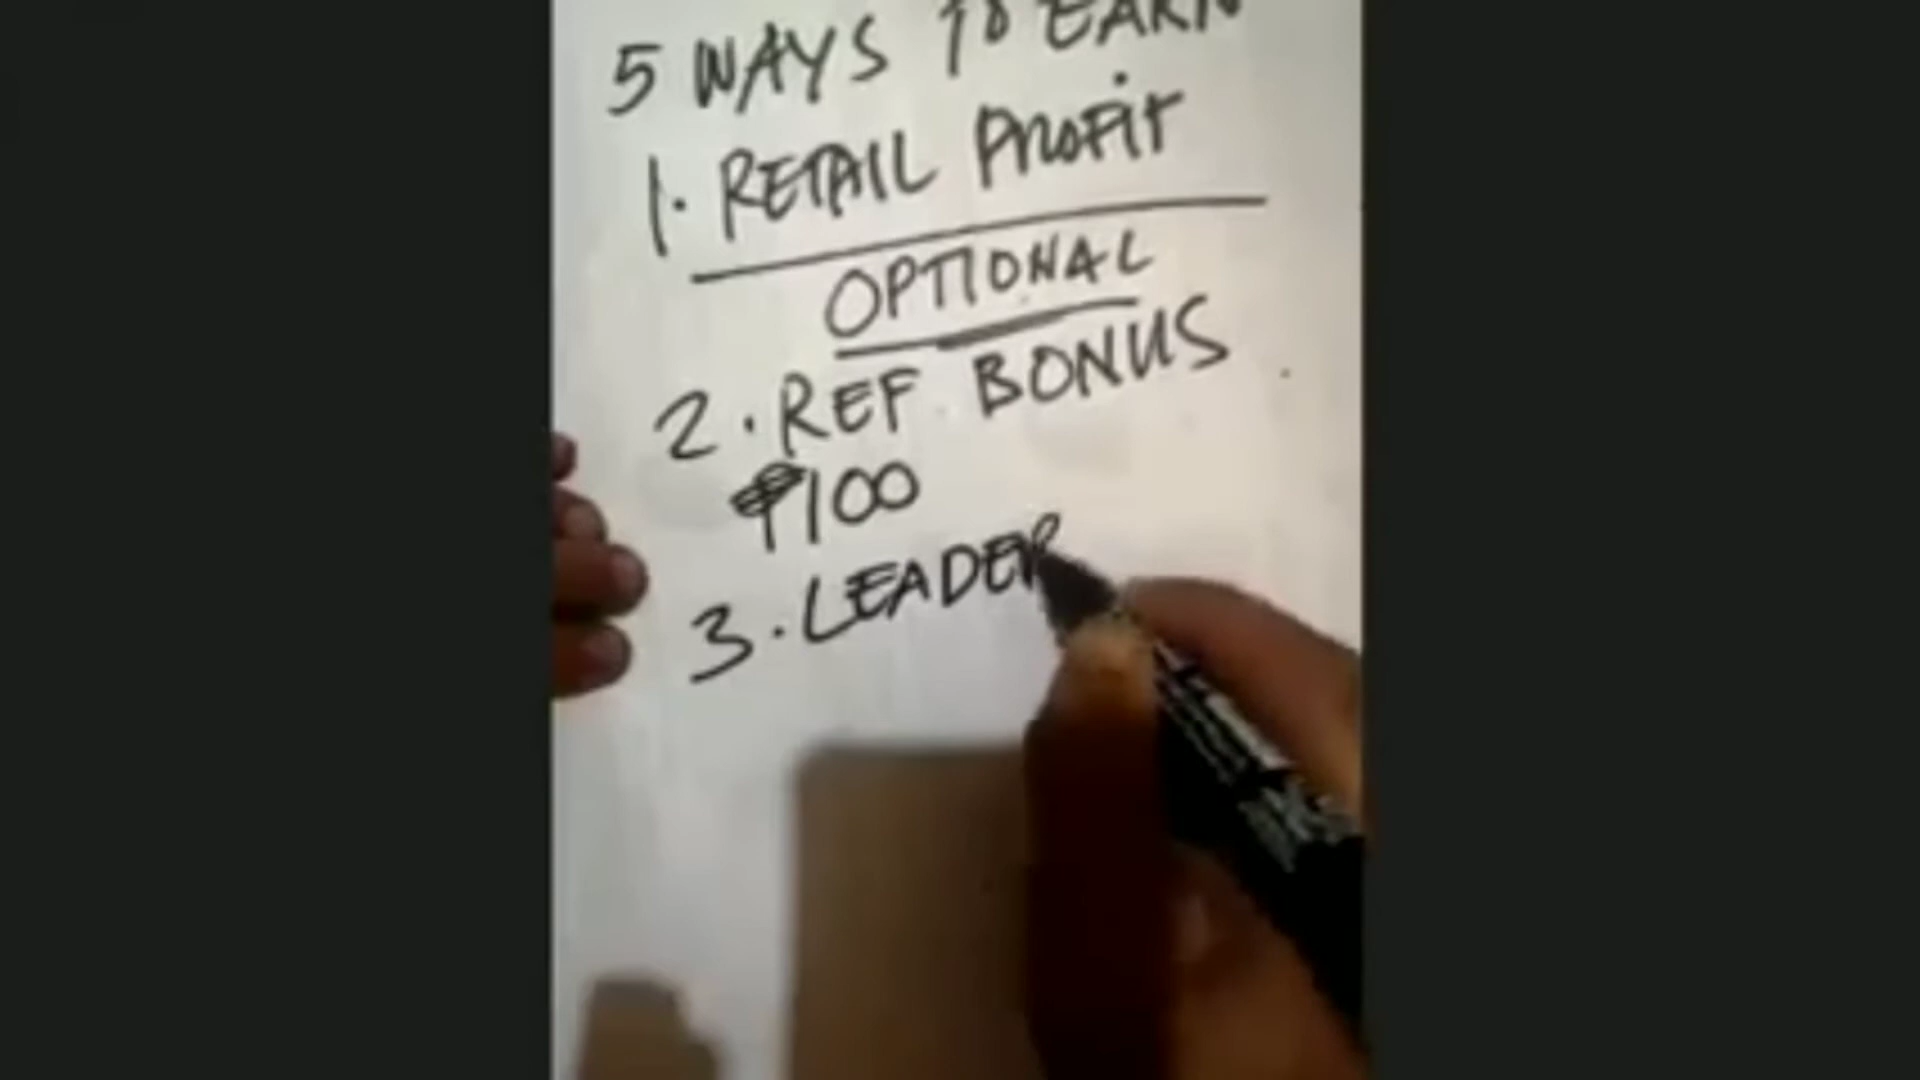 5 WAYS TO EARN
1. RETAIL PROFIT
OPTIONAL
2. REF BONUS
₱100
3. LEADER